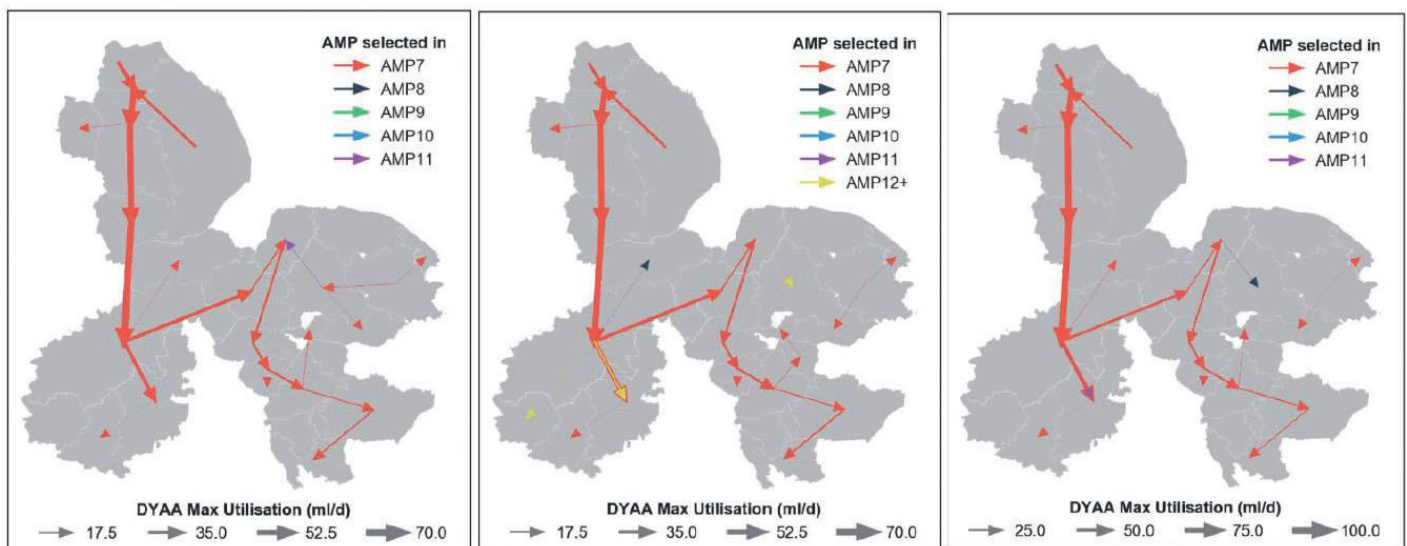 AMP selected in
AMP7
AMP8
AMP9
AMP10
AMP11
DYAA Max Utilisation (ml/d)
17.5 35.0 52.5 70.0
AMP selected in
AMP7
AMP8
AMP9
AMP10
AMP11
AMP12+
DYAA Max Utilisation (ml/d)
17.5 35.0 52.5 70.0
AMP selected in
AMP7
AMP8
AMP9
AMP10
AMP11
DYAA Max Utilisation (ml/d)
25.0 50.0 75.0 100.0